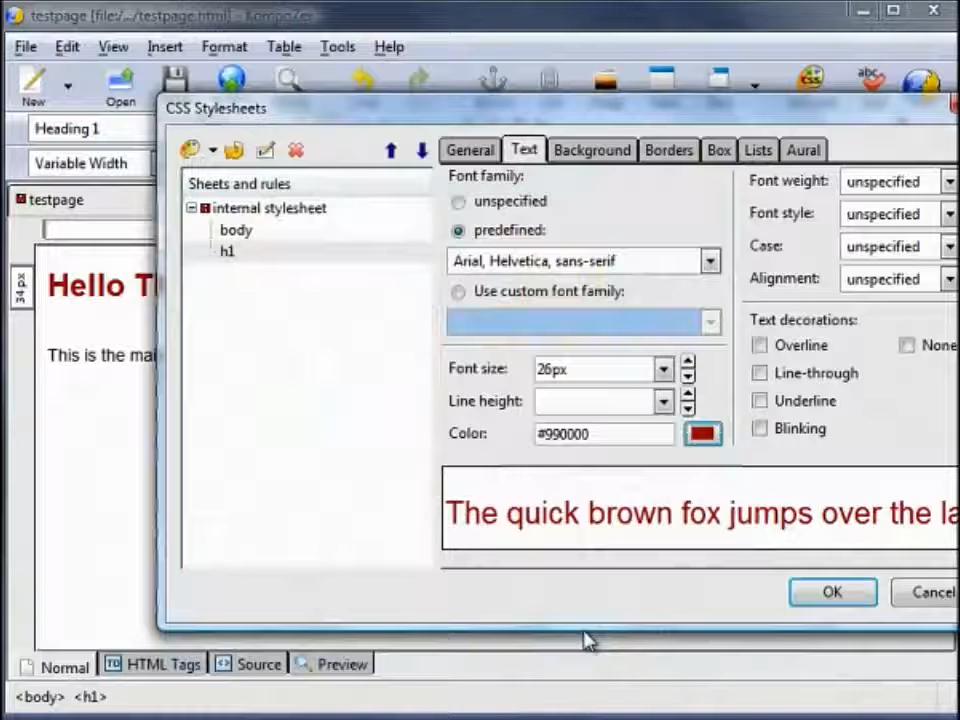 testpage [file:/.../testpage.html] - KompoZer
File Edit View Insert Format Table Tools Help
New Open
CSS Stylesheets
Heading 1
Variable Width
testpage
General Text Background Borders Box Lists Aural
Sheets and rules
internal stylesheet
body
h1
Font family:
unspecified
predefined:
Arial, Helvetica, sans-serif
Use custom font family:
Font size: 26px
Line height:
Color: #990000
Font weight: unspecified
Font style: unspecified
Case: unspecified
Alignment: unspecified
Text decorations:
Overline None
Line-through
Underline
Blinking
34 px
Hello T
This is the mai
The quick brown fox jumps over the la
OK Cancel
Normal TD HTML Tags Source Preview
<body> <h1>